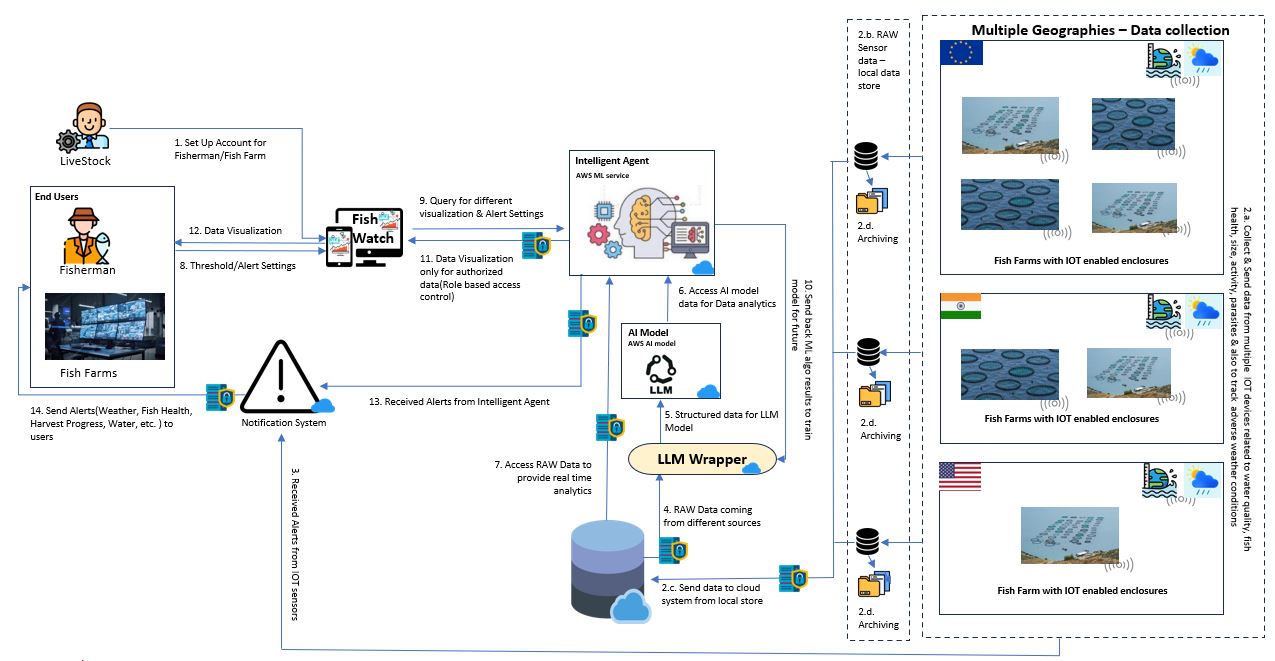 Multiple Geographies – Data collection
2.b. RAW
Sensor
data –
local data
store
LiveStock
1. Set Up Account for
Fisherman/Fish Farm
End Users
Fisherman
Fish Farms
12. Data Visualization
8. Threshold/Alert Settings
Fish
Watch
9. Query for different
visualization & Alert Settings
11. Data Visualization
only for authorized
data(Role based access
control)
Intelligent Agent
AWS ML service
6. Access AI model
data for Data analytics
AI Model
AWS AI model
LLM
5. Structured data for LLM
Model
LLM Wrapper
10. Send back ML algo results to train
model for future
13. Received Alerts from Intelligent Agent
Notification System
14. Send Alerts(Weather, Fish Health,
Harvest Progress, Water, etc. ) to
users
3. Received Alerts from IOT sensors
7. Access RAW Data to
provide real time
analytics
4. RAW Data coming
from different sources
2.c. Send data to cloud
system from local store
2.d.
Archiving
2.d.
Archiving
2.d.
Archiving
Fish Farms with IOT enabled enclosures
Fish Farms with IOT enabled enclosures
Fish Farm with IOT enabled enclosures
2.a. Collect & Send data from multiple IOT devices related to water quality, fish
health, size, activity, parasites & also to track adverse weather conditions